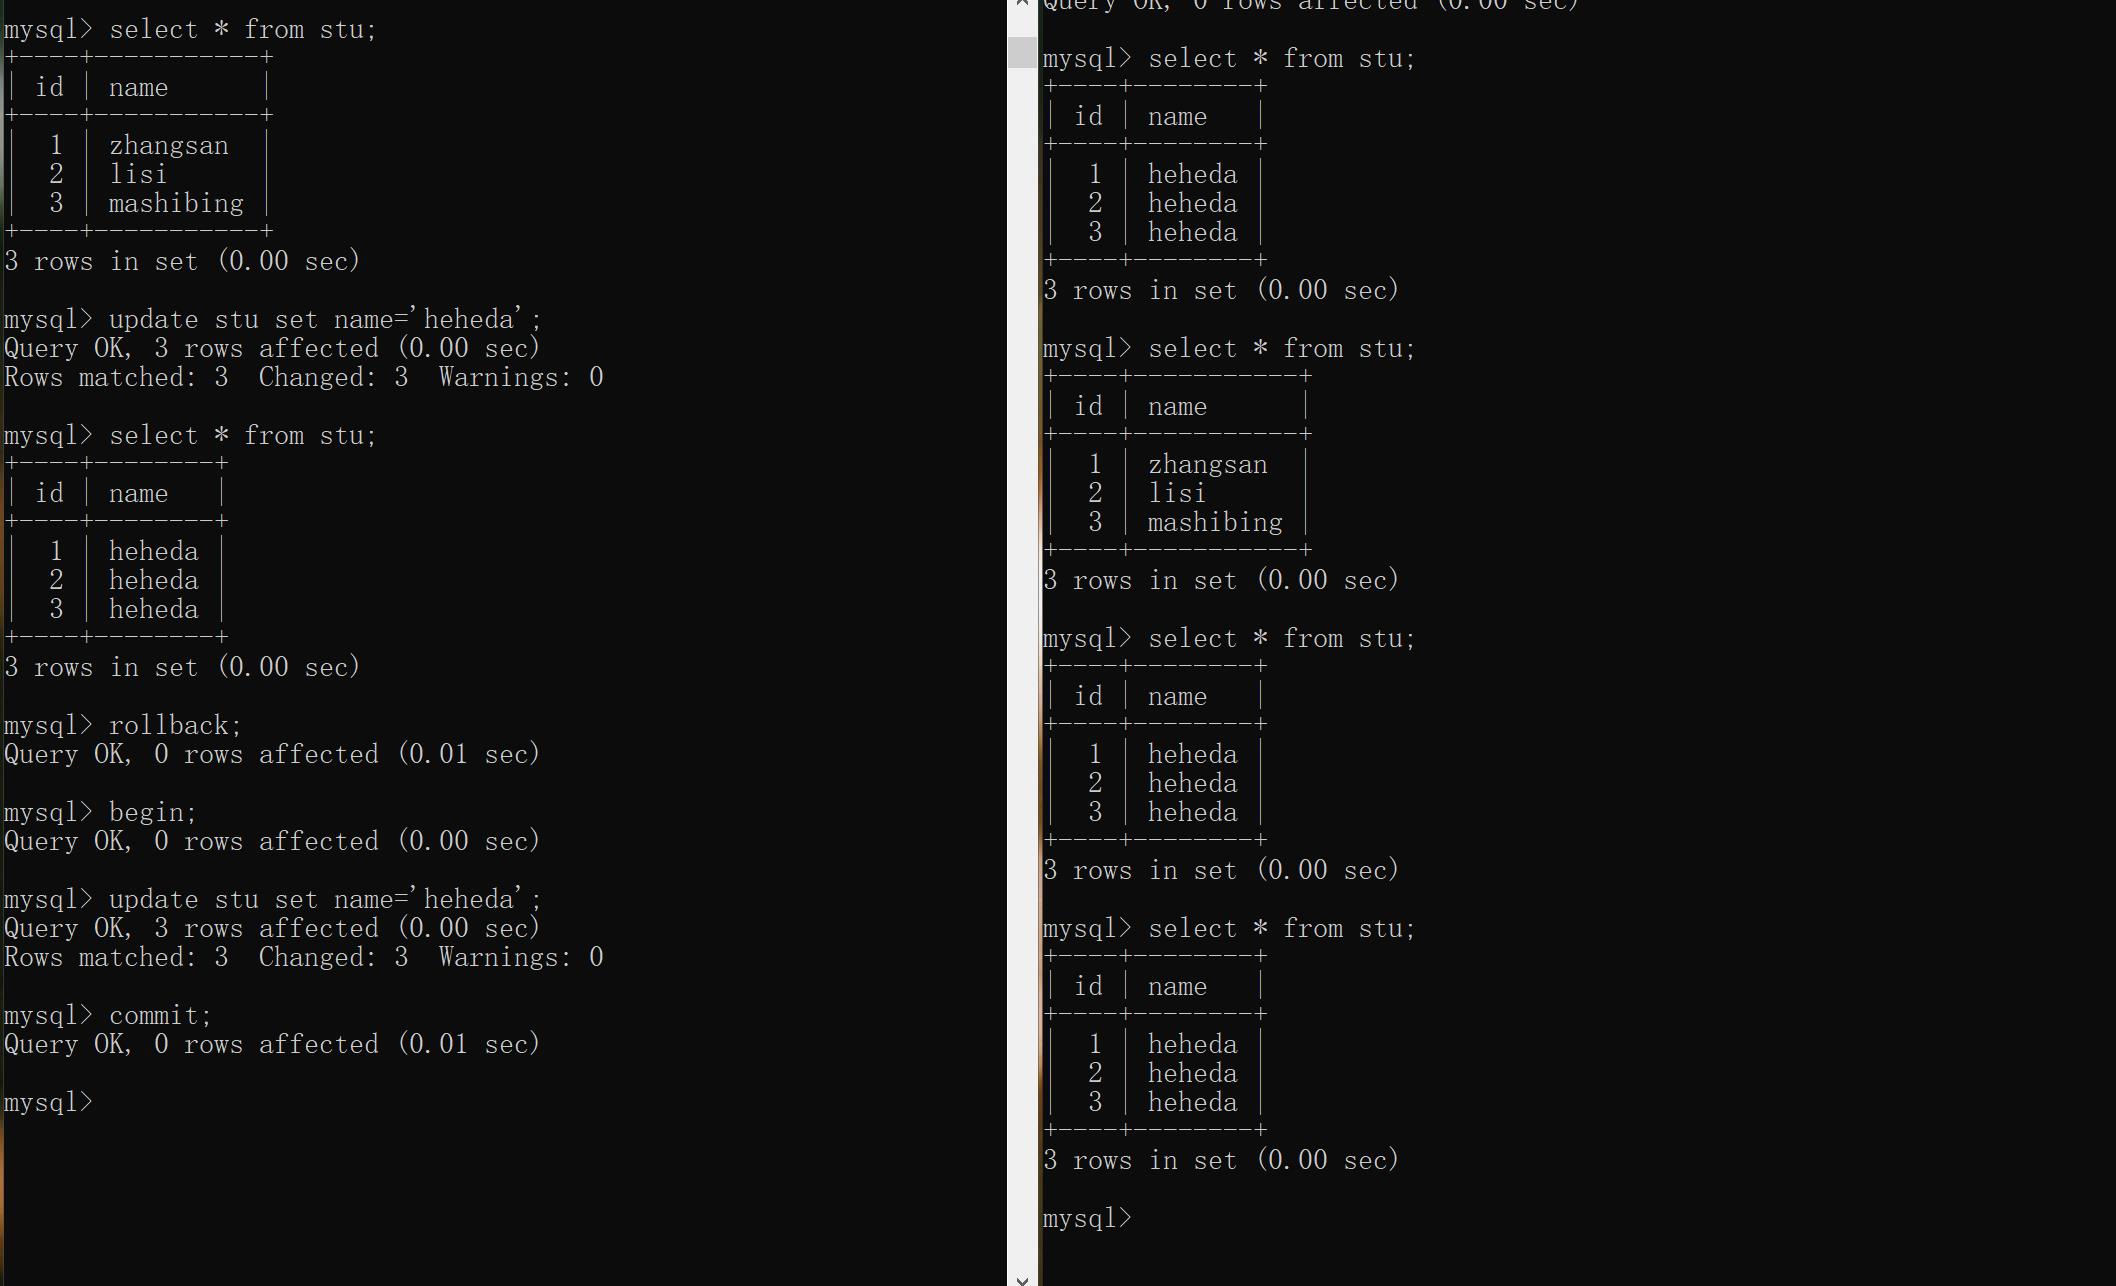 mysql> select * from stu;
+----+-----------+
| id | name      |
+----+-----------+
|  1 | zhangsan  |
|  2 | lisi      |
|  3 | mashibing |
+----+-----------+
3 rows in set (0.00 sec)
mysql> update stu set name='heheda';
Query OK, 3 rows affected (0.00 sec)
Rows matched: 3  Changed: 3  Warnings: 0
mysql> select * from stu;
+----+--------+
| id | name   |
+----+--------+
|  1 | heheda |
|  2 | heheda |
|  3 | heheda |
+----+--------+
3 rows in set (0.00 sec)
mysql> rollback;
Query OK, 0 rows affected (0.01 sec)
mysql> begin;
Query OK, 0 rows affected (0.00 sec)
mysql> update stu set name='heheda';
Query OK, 3 rows affected (0.00 sec)
Rows matched: 3  Changed: 3  Warnings: 0
mysql> commit;
Query OK, 0 rows affected (0.01 sec)
mysql>
Query OK, 0 rows affected (0.00 sec)
mysql> select * from stu;
+----+--------+
| id | name   |
+----+--------+
|  1 | heheda |
|  2 | heheda |
|  3 | heheda |
+----+--------+
3 rows in set (0.00 sec)
mysql> select * from stu;
+----+-----------+
| id | name      |
+----+-----------+
|  1 | zhangsan  |
|  2 | lisi      |
|  3 | mashibing |
+----+-----------+
3 rows in set (0.00 sec)
mysql> select * from stu;
+----+--------+
| id | name   |
+----+--------+
|  1 | heheda |
|  2 | heheda |
|  3 | heheda |
+----+--------+
3 rows in set (0.00 sec)
mysql> select * from stu;
+----+--------+
| id | name   |
+----+--------+
|  1 | heheda |
|  2 | heheda |
|  3 | heheda |
+----+--------+
3 rows in set (0.00 sec)
mysql>